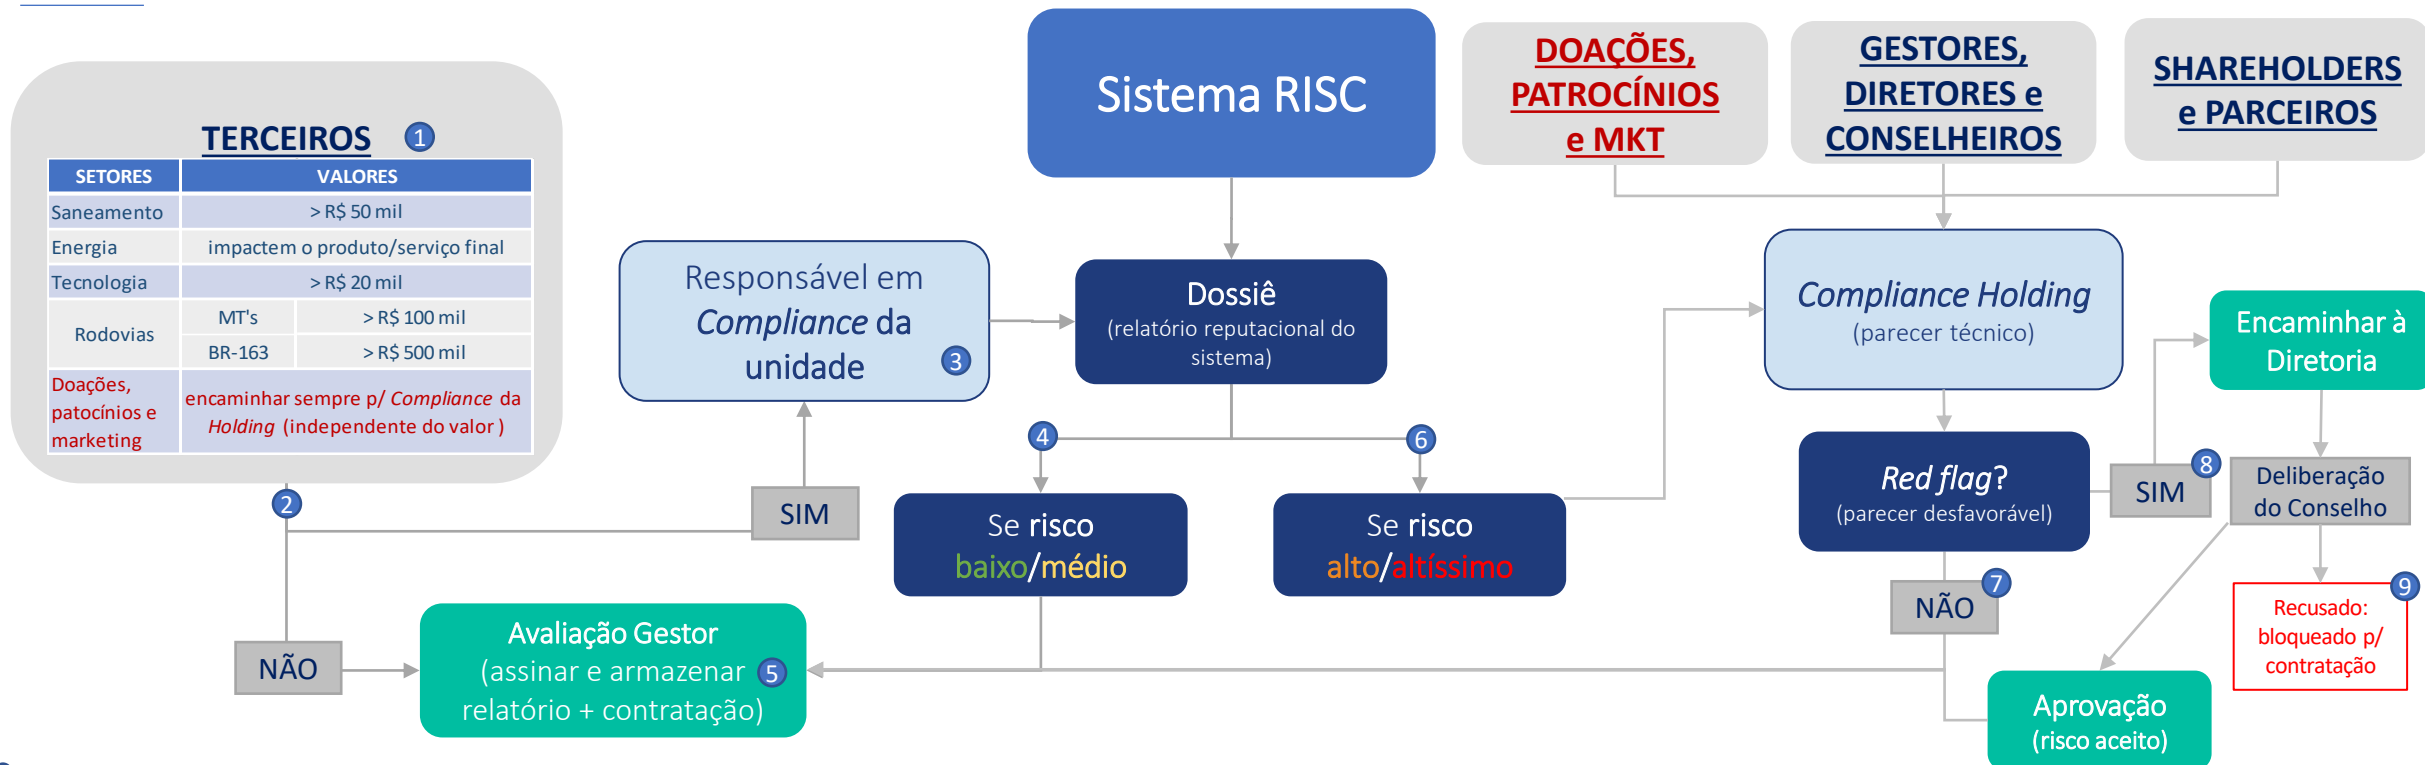 TERCEIROS 1
SETORES VALORES
Saneamento > R$ 50 mil
Energia impactem o produto/serviço final
Tecnologia > R$ 20 mil
Rodovias MT's > R$ 100 mil
BR-163 > R$ 500 mil
Doações,
patocínios e
marketing
encaminhar sempre p/ Compliance da
Holding (independente do valor )
2
NÃO
SIM
Responsável em
Compliance da
unidade 3
Sistema RISC
Dossiê
(relatório reputacional do
sistema)
4
6
Se risco
baixo/médio
Se risco
alto/altíssimo
Avaliação Gestor
(assinar e armazenar 5
relatório + contratação)
DOAÇÕES,
PATROCÍNIOS
e MKT
GESTORES,
DIRETORES e
CONSELHEIROS
SHAREHOLDERS
e PARCEIROS
Compliance Holding
(parecer técnico)
Red flag?
(parecer desfavorável)
SIM 8
NÃO 7
Encaminhar à
Diretoria
Deliberação
do Conselho
9
Recusado:
bloqueado p/
contratação
Aprovação
(risco aceito)